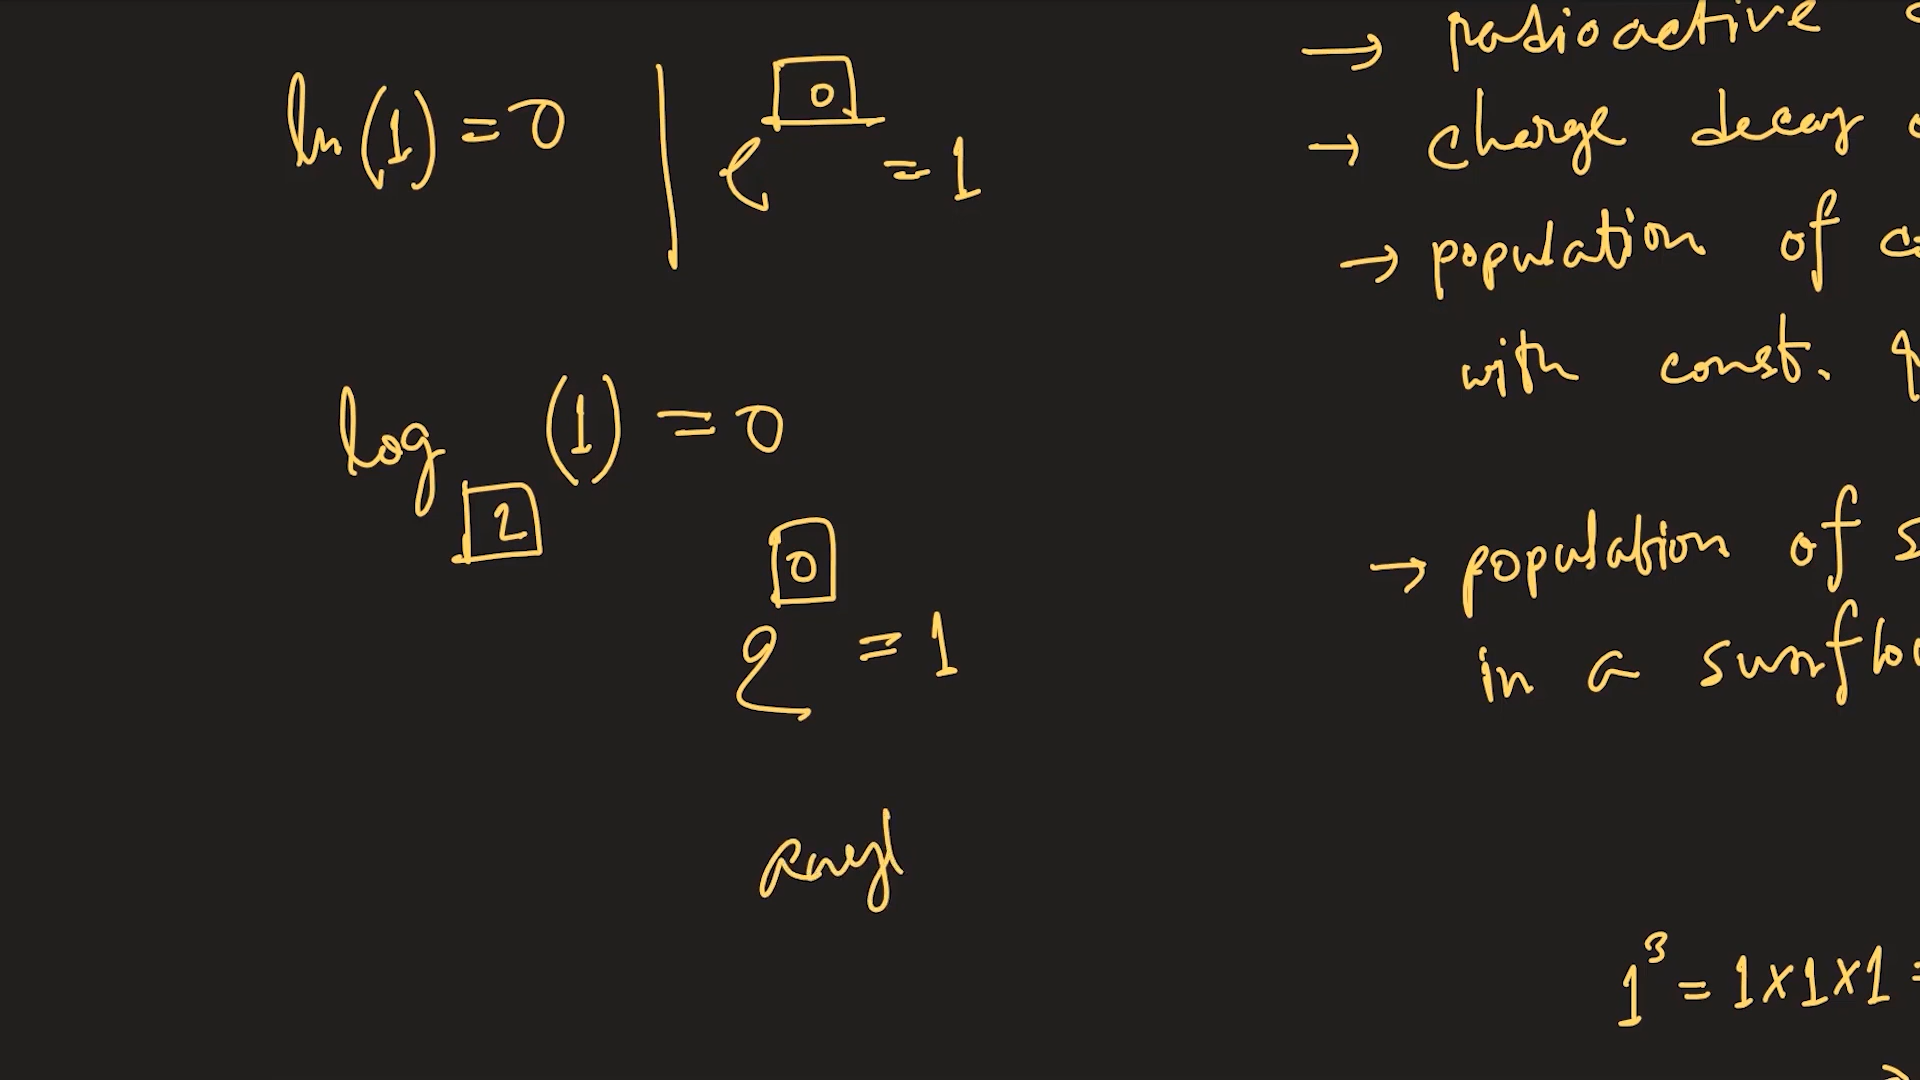 ln(1) = 0 | e^0 = 1
log_2 (1) = 0
2^0 = 1
→ radioactive
→ charge decay
→ population of
with const.
→ population of
in a sunflo
1^3 = 1×1×1 =